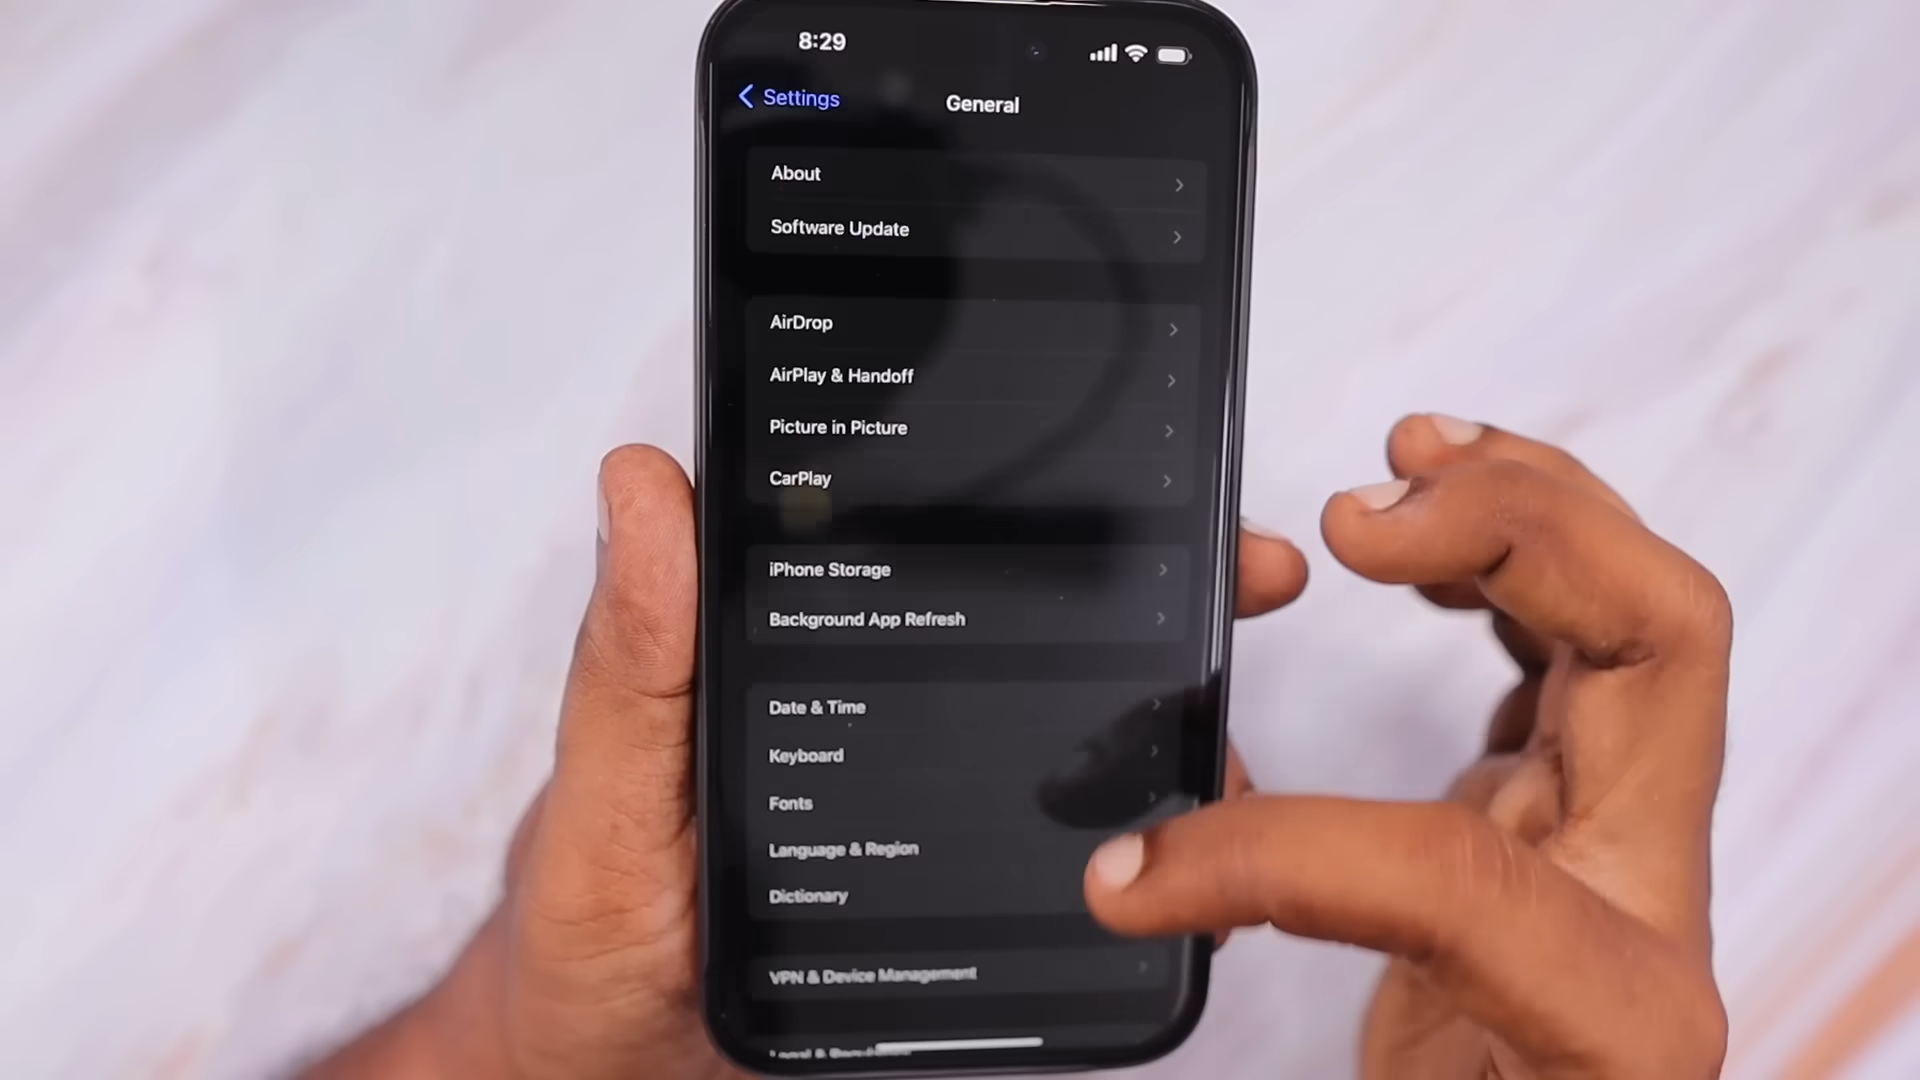 8:29
Settings
General
About
Software Update
AirDrop
AirPlay & Handoff
Picture in Picture
CarPlay
iPhone Storage
Background App Refresh
Date & Time
Keyboard
Fonts
Language & Region
Dictionary
VPN & Device Management